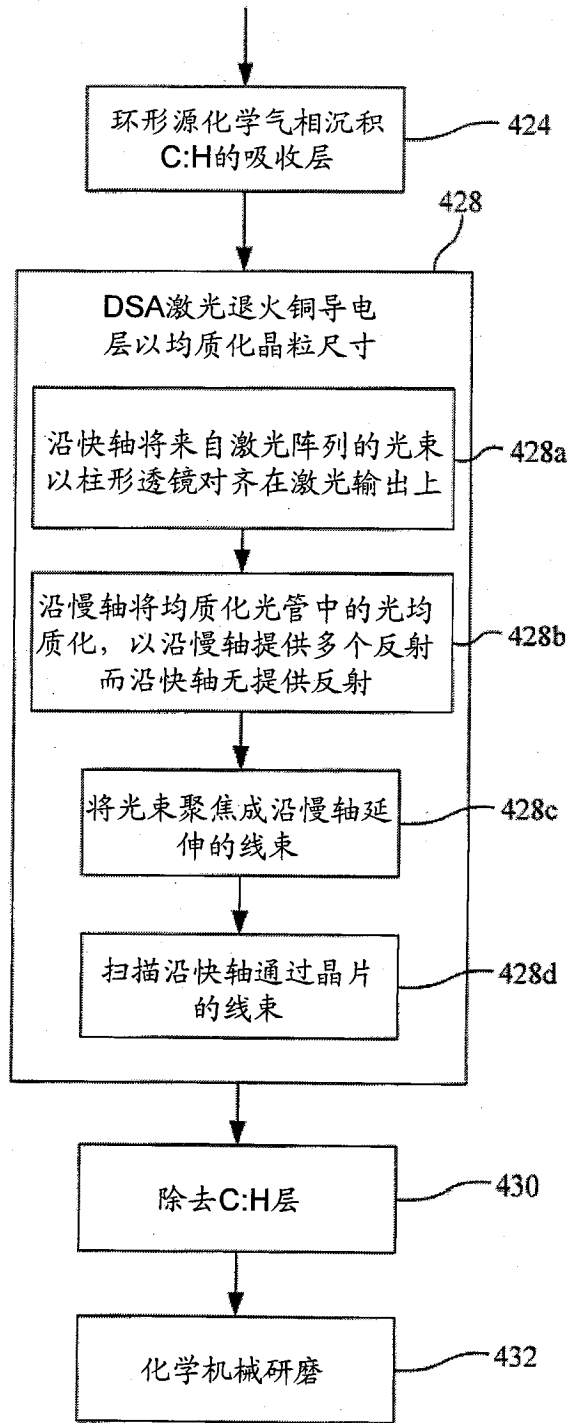 环形源化学气相沉积
C:H的吸收层
424
428
DSA激光退火铜导电
层以均质化晶粒尺寸
沿快轴将来自激光阵列的光束
以柱形透镜对齐在激光输出上
428a
沿慢轴将均质化光管中的光均
质化，以沿慢轴提供多个反射
而沿快轴无提供反射
428b
将光束聚焦成沿慢轴延
伸的线束
428c
扫描沿快轴通过晶片
的线束
428d
除去C:H层
430
化学机械研磨
432